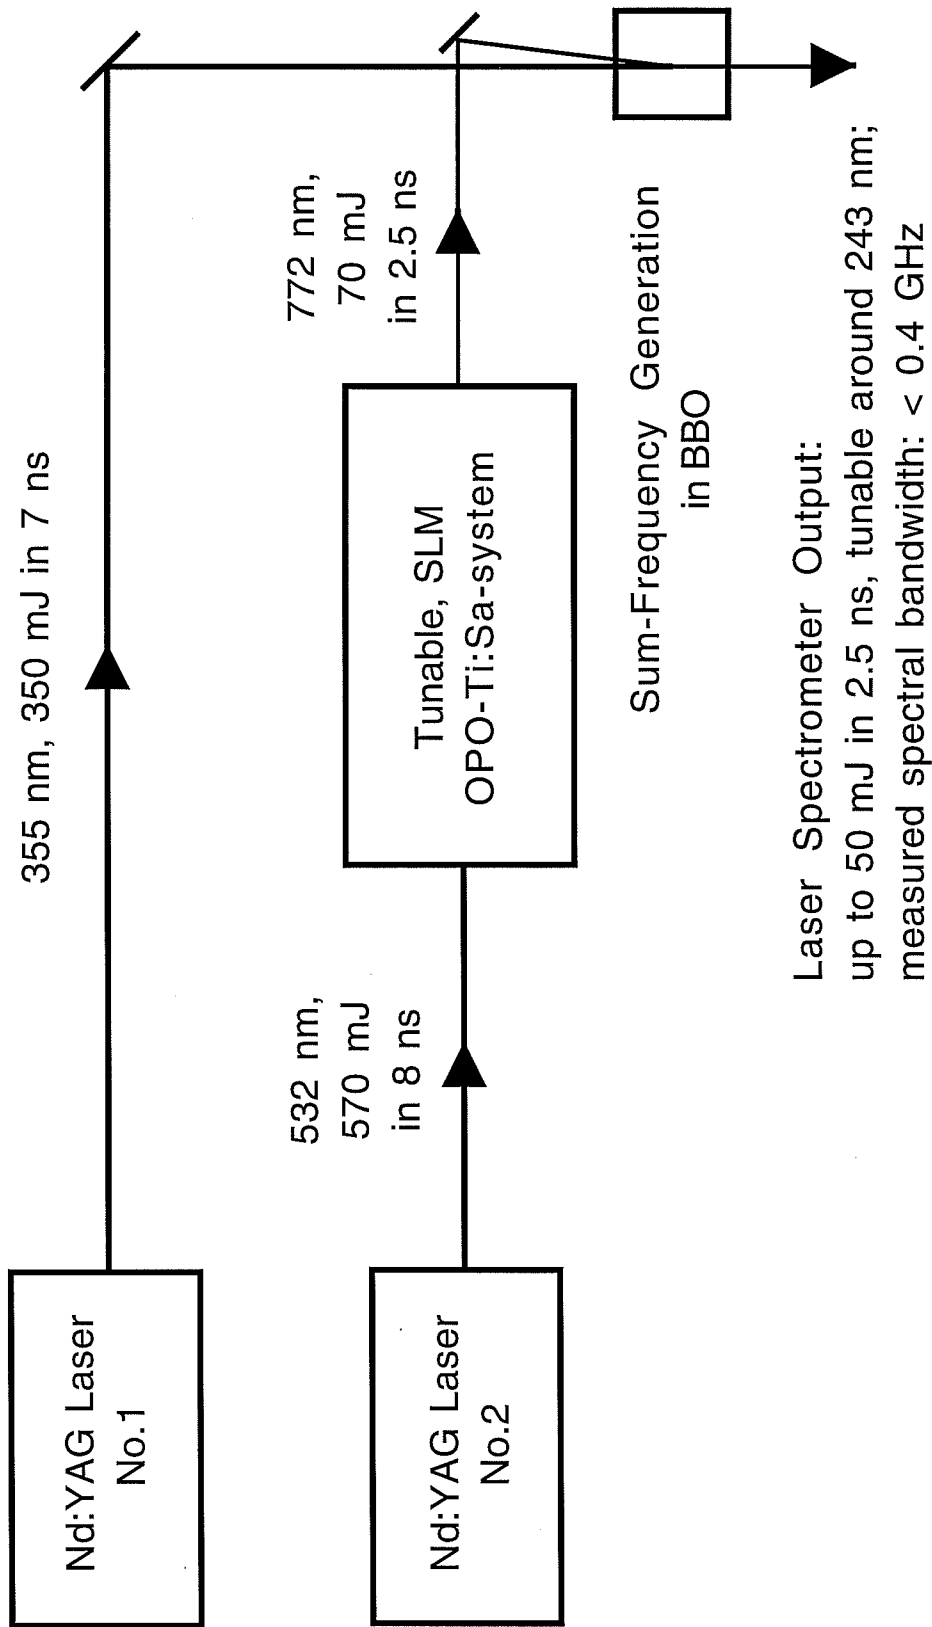 355 nm, 350 mJ in 7 ns
Nd:YAG Laser
No.1
532 nm,
570 mJ
in 8 ns
772 nm,
70 mJ
in 2.5 ns
Tunable, SLM
OPO-Ti:Sa-system
Nd:YAG Laser
No.2
Sum-Frequency Generation
in BBO
Laser Spectrometer Output:
up to 50 mJ in 2.5 ns, tunable around 243 nm;
measured spectral bandwidth: < 0.4 GHz